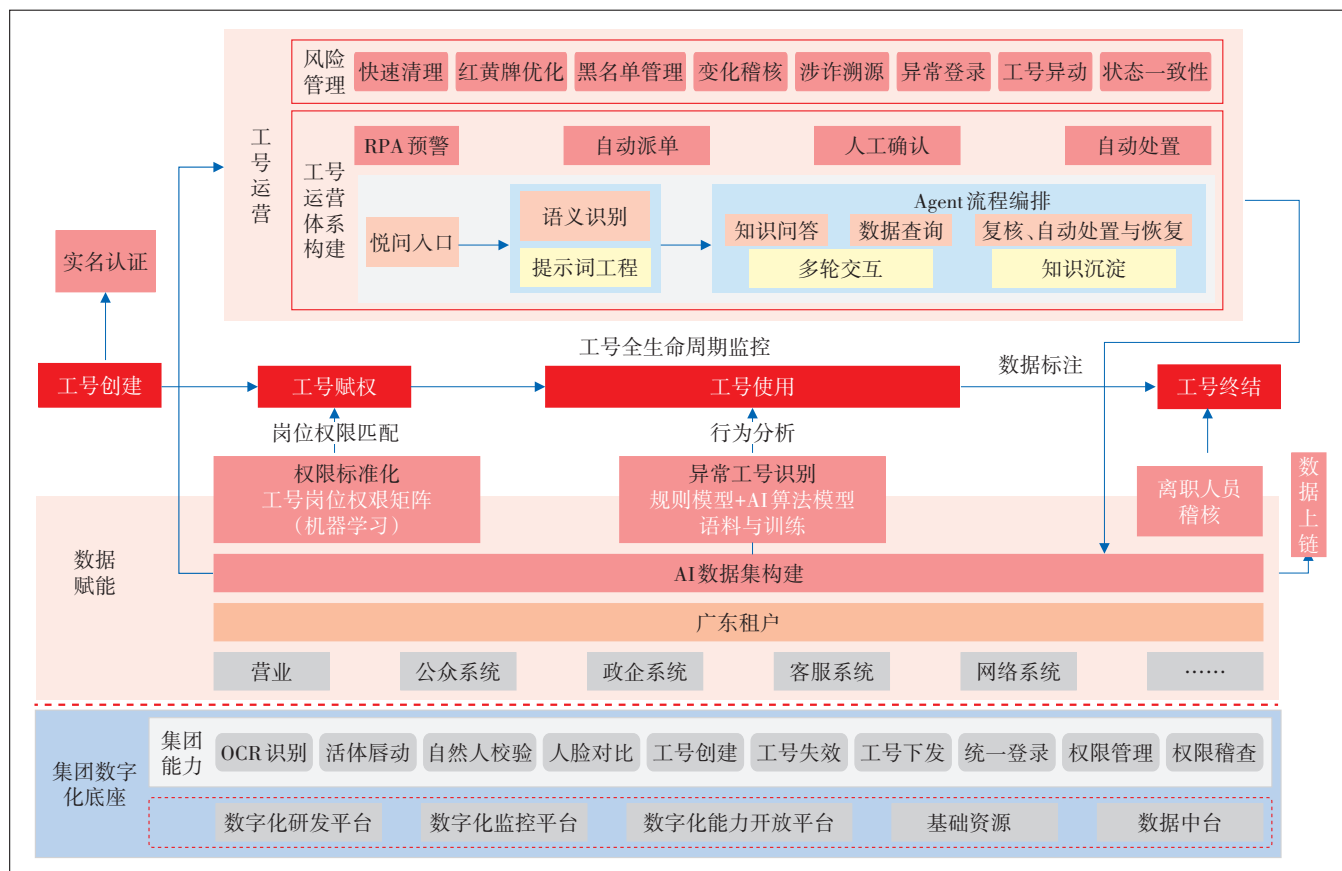 风险
管理
快速清理
红黄牌优化
黑名单管理
变化稽核
涉诈溯源
异常登录
工号异动
状态一致性
工号运营
工号
运营
体系
构建
RPA 预警
自动派单
人工确认
自动处置
悦问入口
语义识别
提示词工程
Agent 流程编排
知识问答
数据查询
复核、自动处置与恢复
多轮交互
知识沉淀
实名认证
工号全生命周期监控
工号创建
工号赋权
工号使用
数据标注
工号终结
岗位权限匹配
行为分析
权限标准化
工号岗位权艰矩阵
（机器学习）
异常工号识别
规则模型+AI 算法模型
语料与训练
离职人员
稽核
数据上链
数据
赋能
AI 数据集构建
广东租户
营业
公众系统
政企系统
客服系统
网络系统
……
集团数字
化底座
集团
能力
OCR 识别
活体唇动
自然人校验
人脸对比
工号创建
工号失效
工号下发
统一登录
权限管理
权限稽查
数字化研发平台
数字化监控平台
数字化能力开放平台
基础资源
数据中台